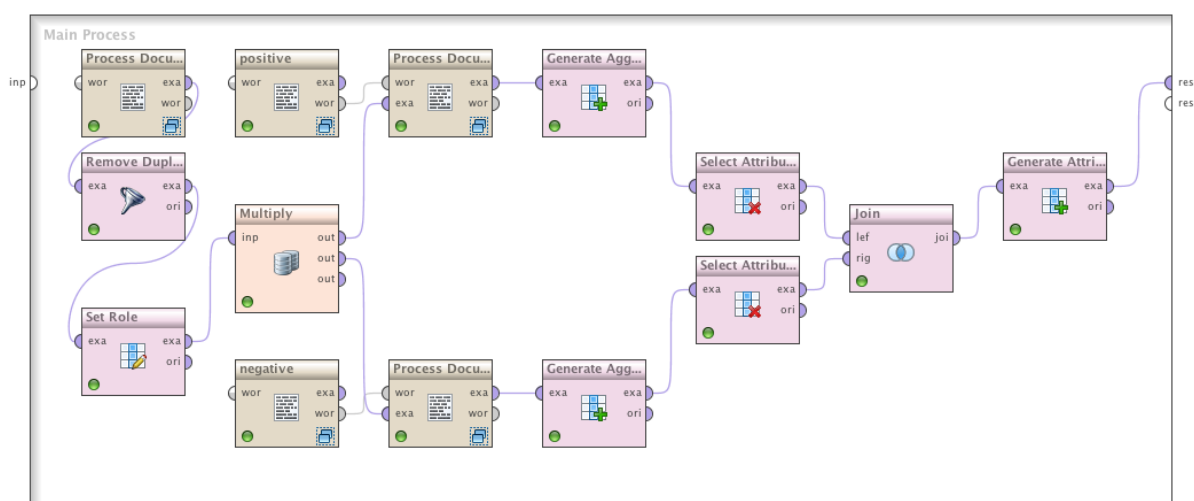 Main Process
Process Docu...
positive
Process Docu...
Generate Agg...
inp
wor
exa
wor
exa
wor
exa
exa
exa
res
wor
wor
exa
wor
ori
res
Remove Dupl...
Select Attribu...
Generate Attri...
exa
exa
exa
exa
exa
exa
ori
ori
ori
Multiply
Join
inp
out
lef
joi
out
rig
out
Select Attribu...
exa
exa
ori
Set Role
exa
exa
ori
negative
Process Docu...
Generate Agg...
wor
exa
wor
exa
exa
exa
wor
exa
wor
ori